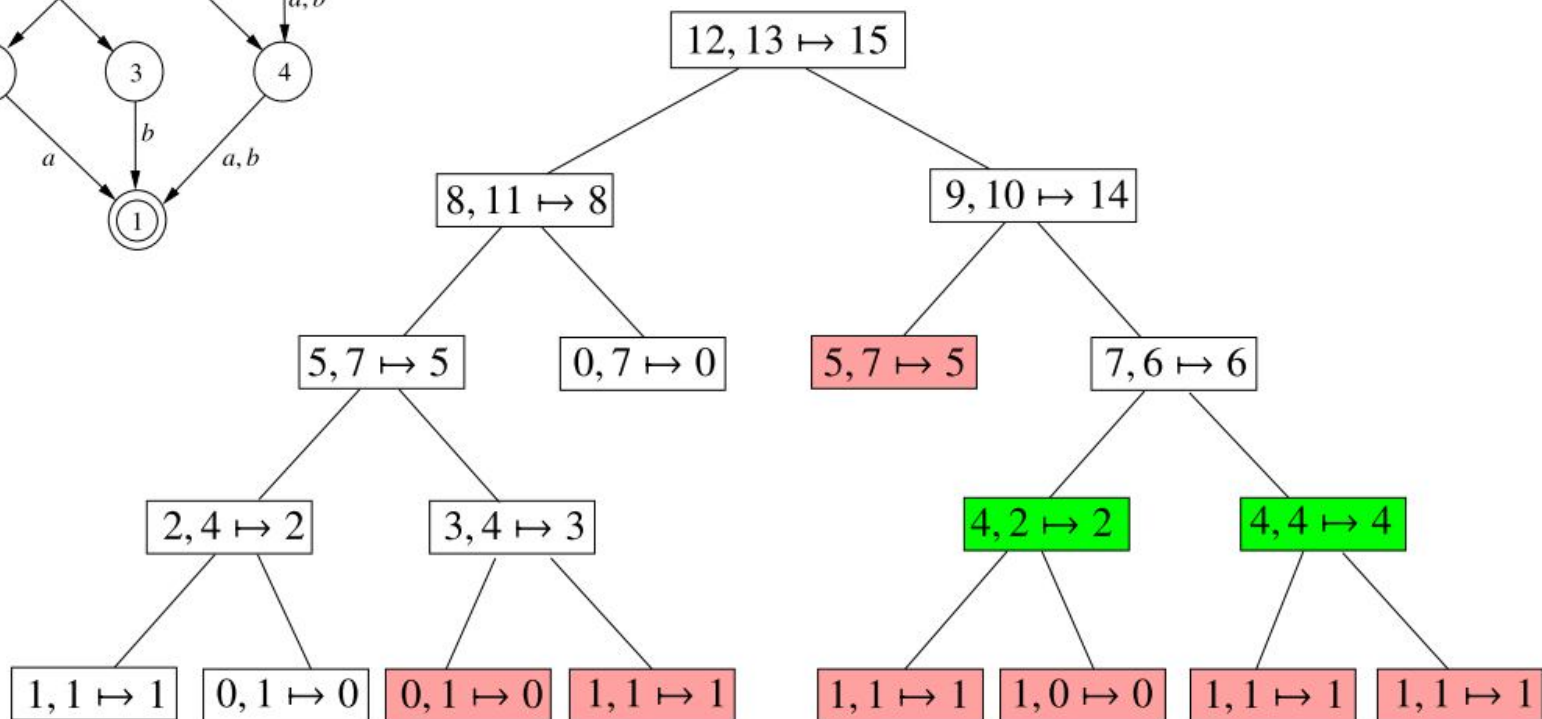 a, b
3
4
b
a
a, b
1
12, 13 ↦ 15
8, 11 ↦ 8
9, 10 ↦ 14
5, 7 ↦ 5
0, 7 ↦ 0
5, 7 ↦ 5
7, 6 ↦ 6
2, 4 ↦ 2
3, 4 ↦ 3
4, 2 ↦ 2
4, 4 ↦ 4
1, 1 ↦ 1
0, 1 ↦ 0
0, 1 ↦ 0
1, 1 ↦ 1
1, 1 ↦ 1
1, 0 ↦ 0
1, 1 ↦ 1
1, 1 ↦ 1